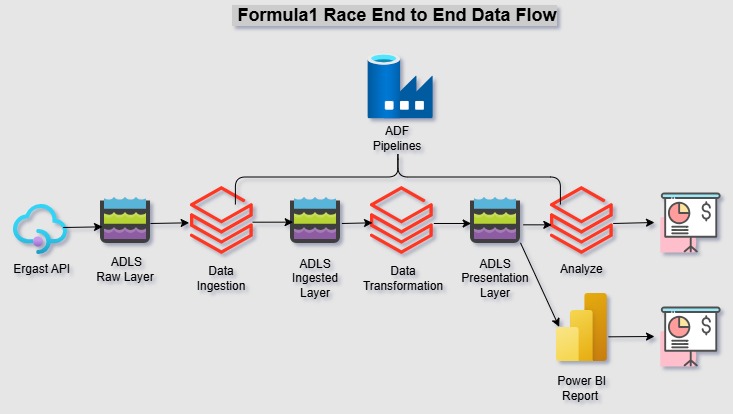 Formula1 Race End to End Data Flow
ADF
Pipelines
Ergast API
ADLS
Raw Layer
Data
Ingestion
ADLS
Ingested
Layer
Data
Transformation
ADLS
Presentation
Layer
Analyze
$
Power BI
Report
$